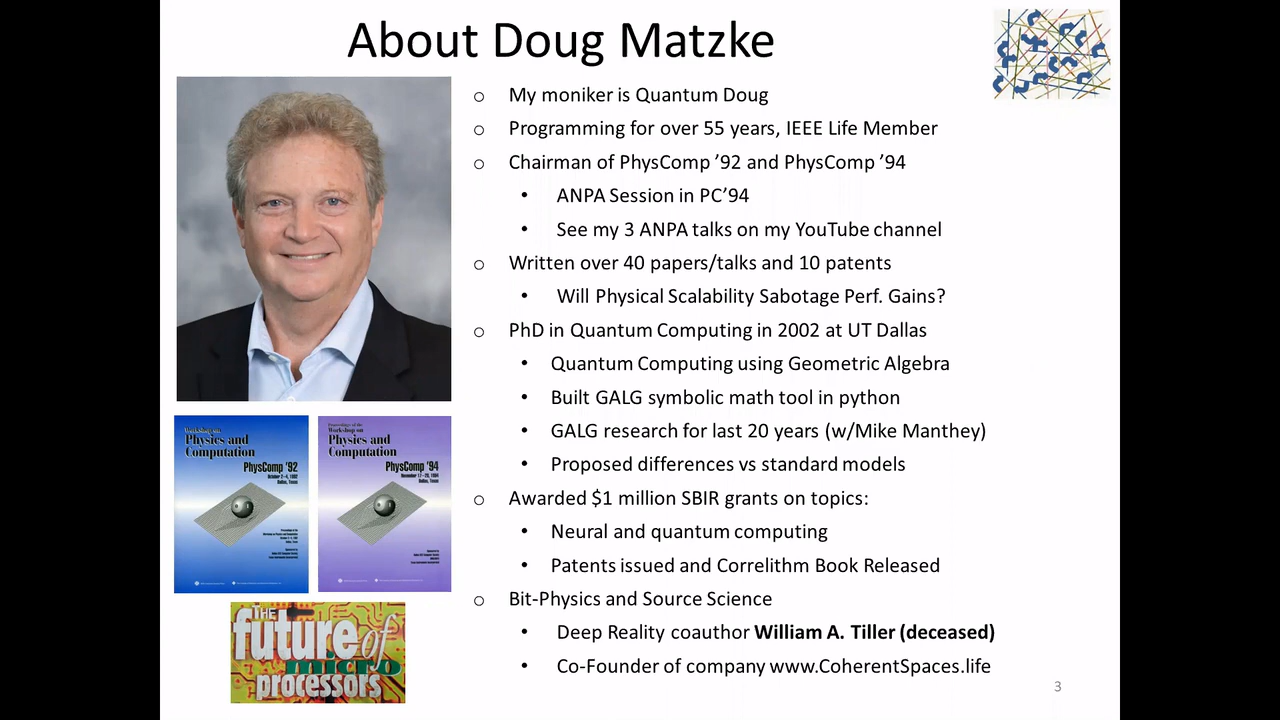 About Doug Matzke
o My moniker is Quantum Doug
o Programming for over 55 years, IEEE Life Member
o Chairman of PhysComp ’92 and PhysComp ’94
• ANPA Session in PC’94
• See my 3 ANPA talks on my YouTube channel
o Written over 40 papers/talks and 10 patents
• Will Physical Scalability Sabotage Perf. Gains?
o PhD in Quantum Computing in 2002 at UT Dallas
• Quantum Computing using Geometric Algebra
• Built GALG symbolic math tool in python
• GALG research for last 20 years (w/Mike Manthey)
• Proposed differences vs standard models
o Awarded $1 million SBIR grants on topics:
• Neural and quantum computing
• Patents issued and Correlithm Book Released
o Bit-Physics and Source Science
• Deep Reality coauthor William A. Tiller (deceased)
• Co-Founder of company www.CoherentSpaces.life
Workshop on
Physics and
Computation
PhysComp '92
October 2-4, 1992
Dallas, Texas
Proceedings of the
Workshop on
Physics and
Computation
PhysComp '94
Dallas, Texas
THE
future of
micro
processors
3